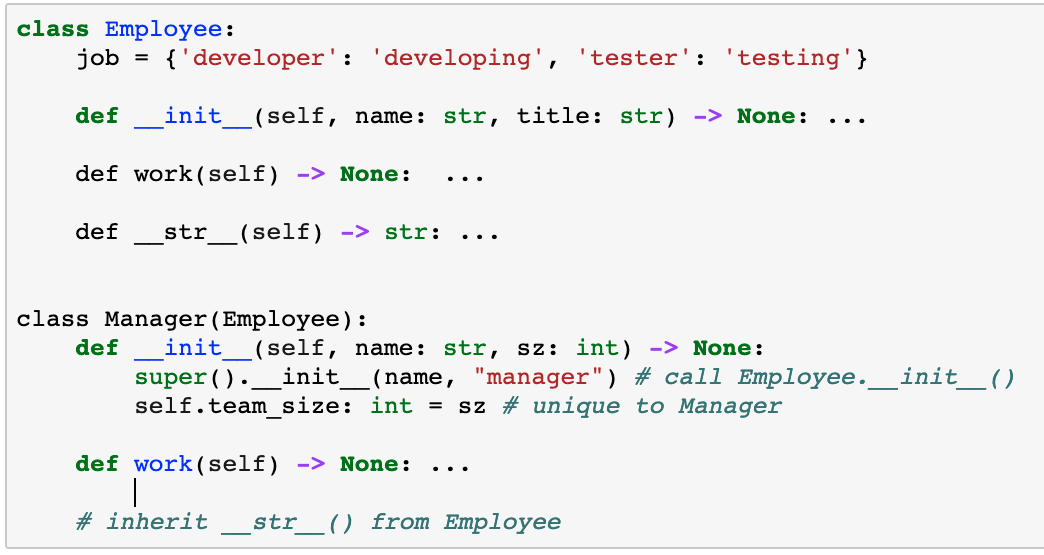 class Employee:
    job = {'developer': 'developing', 'tester': 'testing'}
    def __init__(self, name: str, title: str) -> None: ...
    def work(self) -> None:  ...
    def __str__(self) -> str: ...
class Manager(Employee):
    def __init__(self, name: str, sz: int) -> None:
        super().__init__(name, "manager") # call Employee.__init__()
        self.team_size: int = sz # unique to Manager
    def work(self) -> None: ...
    # inherit __str__() from Employee